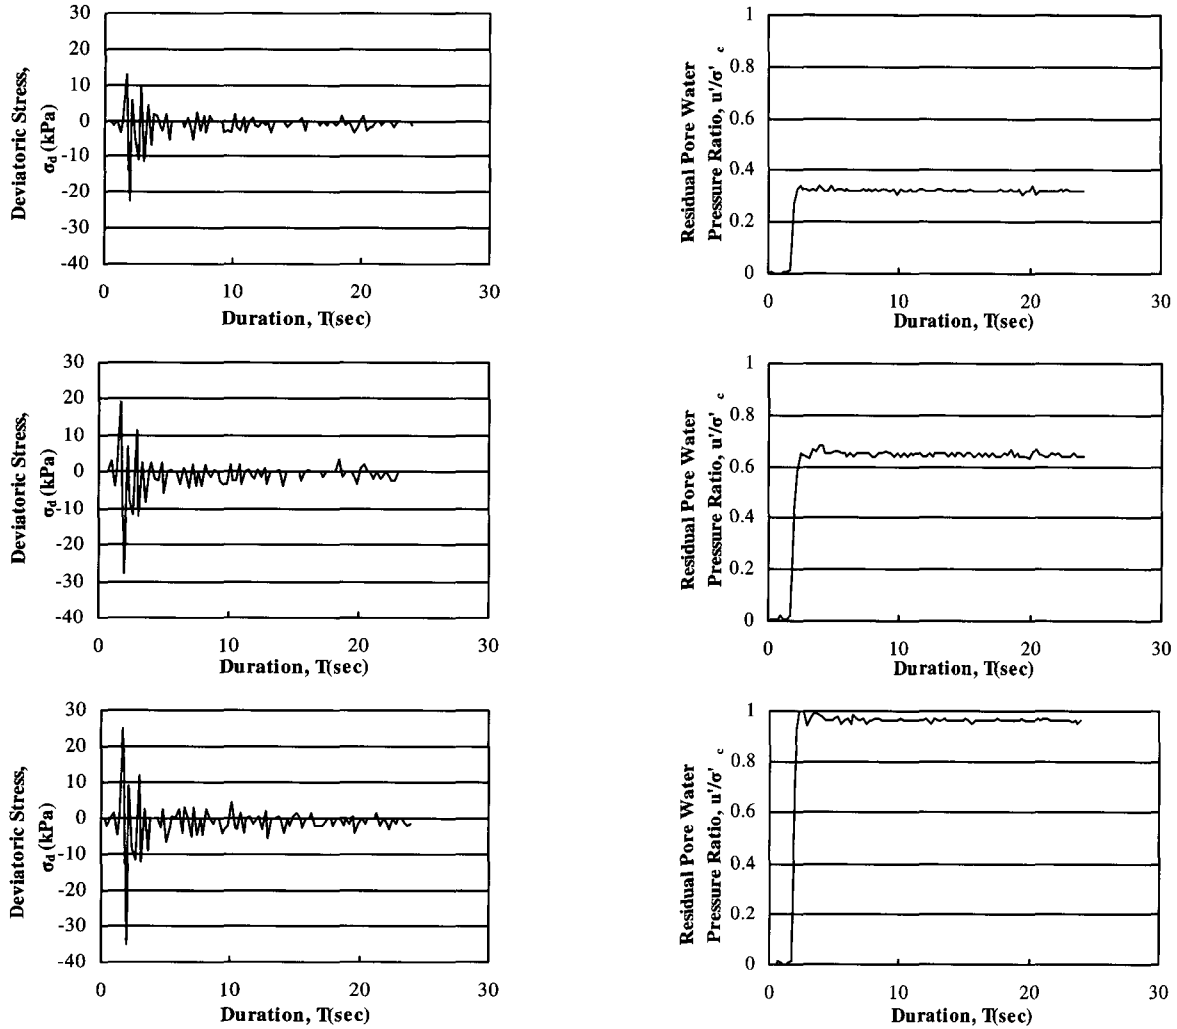 30
20
10
0
-10
-20
-30
-40
0 10 20 30
Duration, T(sec)
Deviatoric Stress,
σd (kPa)
1
0.8
0.6
0.4
0.2
0
0 10 20 30
Duration, T(sec)
Residual Pore Water
Pressure Ratio, u'/σ'c
30
20
10
0
-10
-20
-30
-40
0 10 20 30
Duration, T(sec)
Deviatoric Stress,
σd (kPa)
1
0.8
0.6
0.4
0.2
0
0 10 20 30
Duration, T(sec)
Residual Pore Water
Pressure Ratio, u'/σ'c
30
20
10
0
-10
-20
-30
-40
0 10 20 30
Duration, T(sec)
Deviatoric Stress,
σd (kPa)
1
0.8
0.6
0.4
0.2
0
0 10 20 30
Duration, T(sec)
Residual Pore Water
Pressure Ratio, u'/σ'c